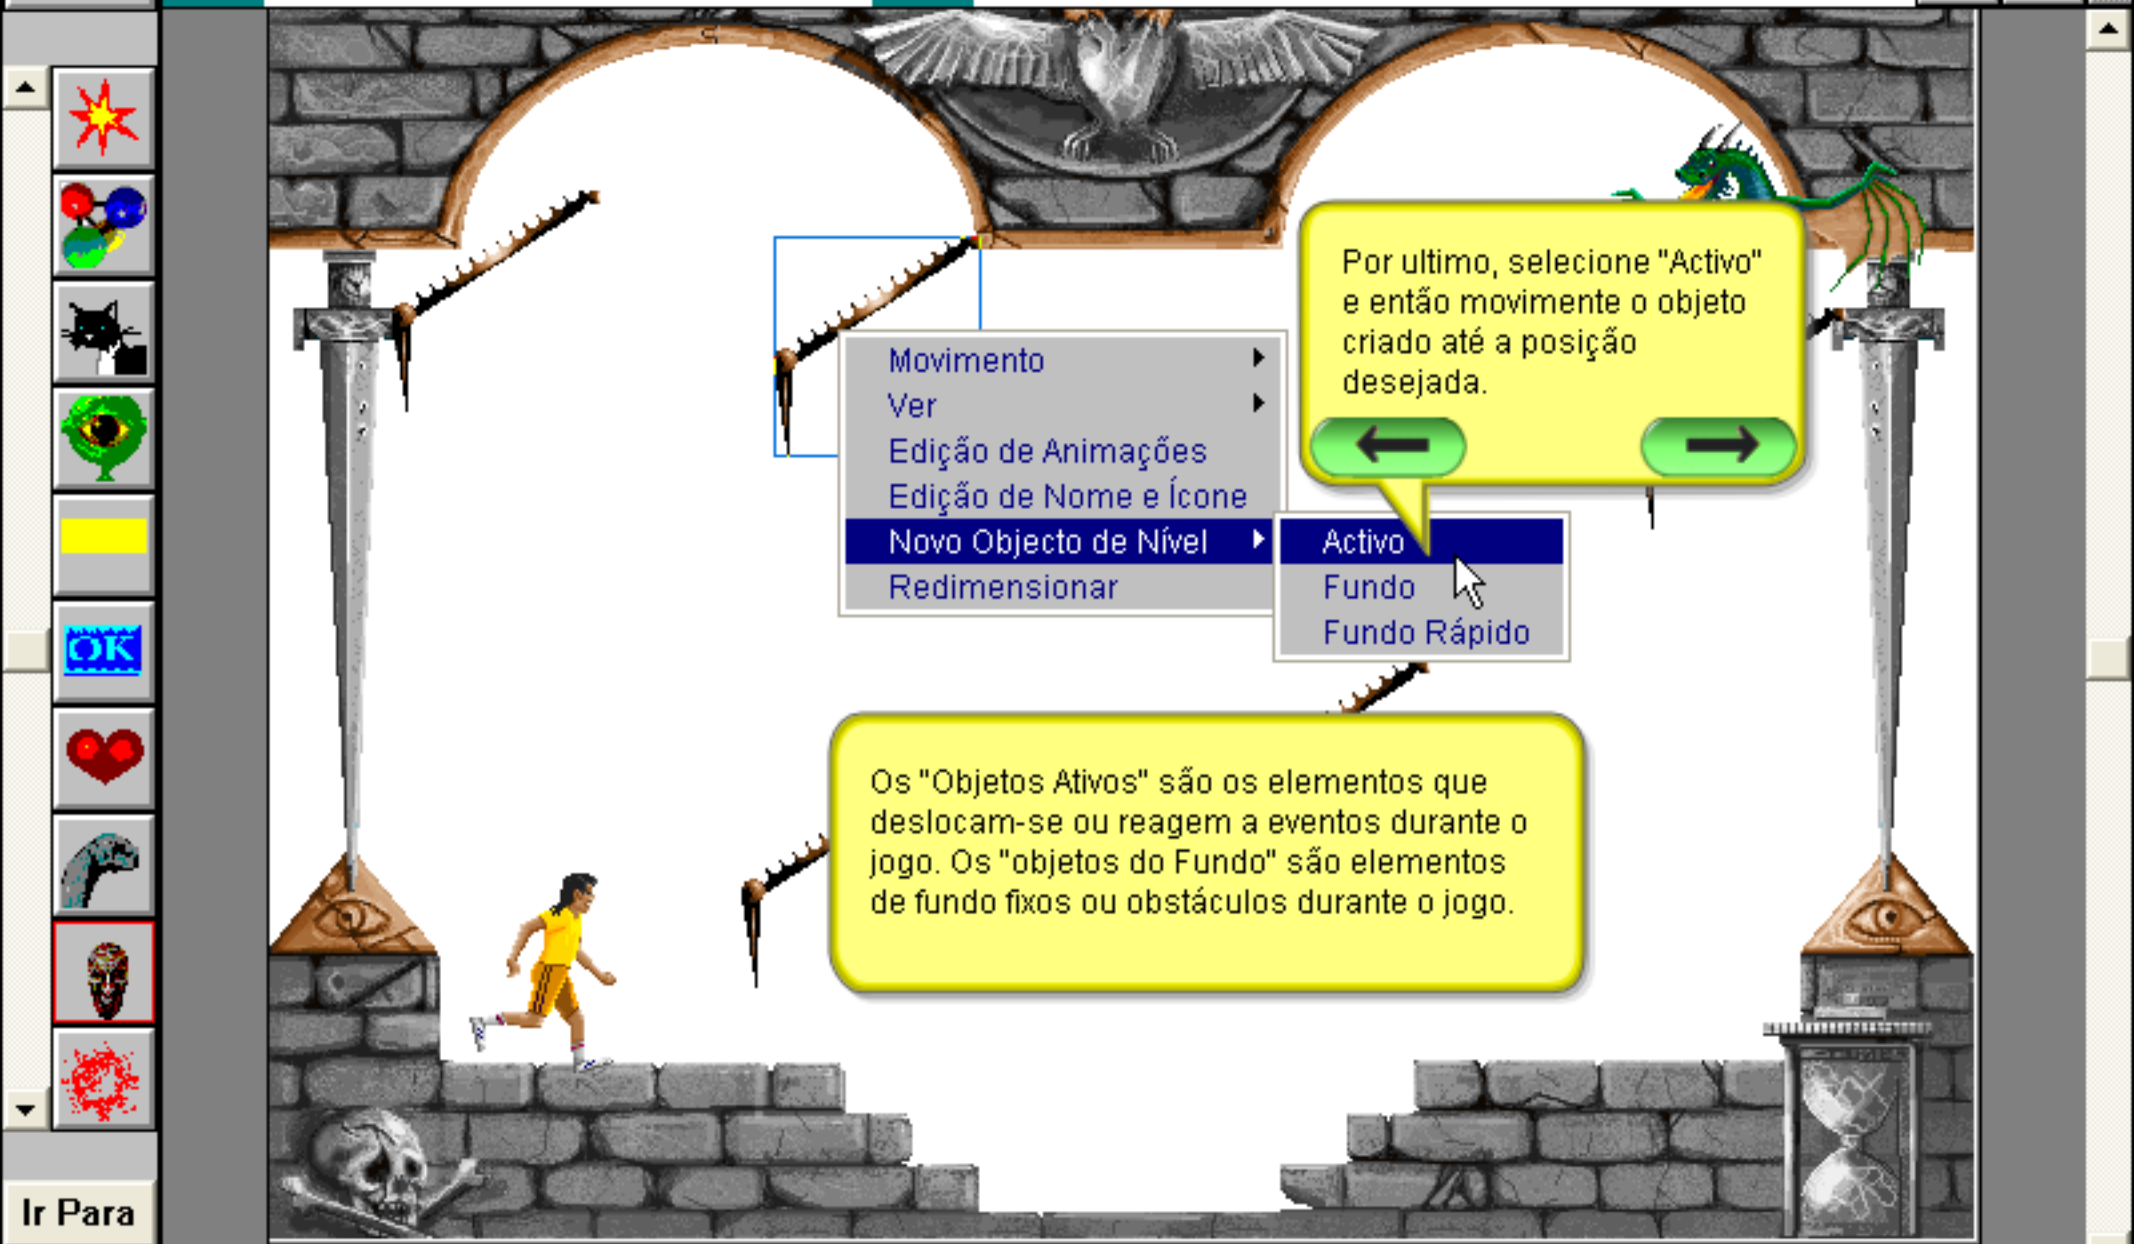 Por ultimo, selecione "Activo"
e então movimente o objeto
criado até a posição
desejada.
Movimento
Ver
Edição de Animações
Edição de Nome e Ícone
Novo Objecto de Nível
Redimensionar
Activo
Fundo
Fundo Rápido
OK
Os "Objetos Ativos" são os elementos que
deslocam-se ou reagem a eventos durante o
jogo. Os "objetos do Fundo" são elementos
de fundo fixos ou obstáculos durante o jogo.
Ir Para